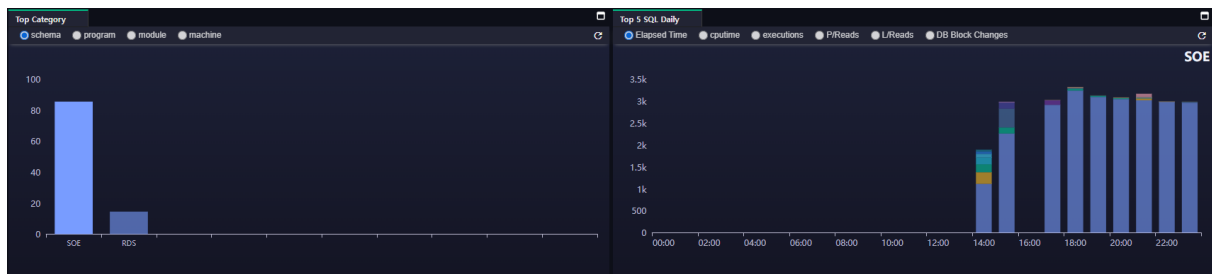 Top Category
schema program module machine
100
80
60
40
20
0
SOE RDS
Top 5 SQL Daily
Elapsed Time cputime executions P/Reads L/Reads DB Block Changes
SOE
3.5k
3k
2.5k
2k
1.5k
1k
500
0
00:00 02:00 04:00 06:00 08:00 10:00 12:00 14:00 16:00 18:00 20:00 22:00